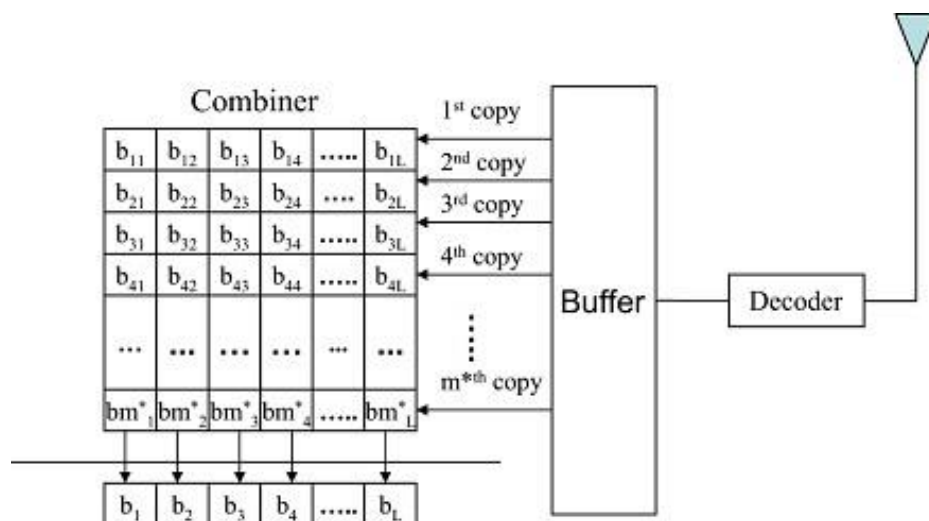 Combiner
1st copy
b11 b12 b13 b14 ..... b1L
2nd copy
b21 b22 b23 b24 .... b2L
3rd copy
b31 b32 b33 b34 ..... b3L
4th copy
b41 b42 b43 b44 ..... b4L
Buffer
Decoder
... ... ... ... ... ...
m*th copy
bm*1 bm*2 bm*3 bm*4 ..... bm*L
b1 b2 b3 b4 ..... bL